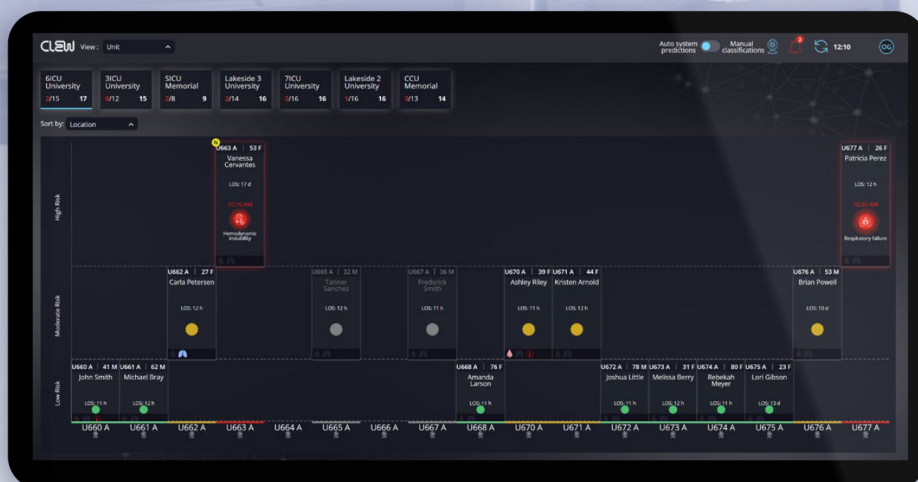 CLEW View : Unit
Auto system predictions Manual classifications 2 12:10 OG
6ICU University
/15 17
3ICU University
0/12 15
SICU Memorial
/8 9
Lakeside 3 University
/14 16
7ICU University
/16 16
Lakeside 2 University
/16 16
CCU Memorial
/13 14
Sort by: Location
High Risk
U663 A | 53 F
Vanessa Cervantes
LOS: 17 d
Hemodynamic instability
U677 A | 26 F
Patricia Perez
LOS: 12 h
Respiratory failure
Moderate Risk
U662 A | 27 F
Carla Petersen
LOS: 12 h
U665 A | 32 M
Tanner Sanchez
LOS: 12 h
U667 A | 36 M
Frederick Smith
LOS: 11 h
U670 A | 39 F
Ashley Riley
LOS: 11 h
U671 A | 44 F
Kristen Arnold
LOS: 12 h
U676 A | 53 M
Brian Powell
LOS: 10 d
Low Risk
U660 A | 41 M
John Smith
LOS: 11 h
U661 A | 62 M
Michael Bray
LOS: 12 h
U668 A | 76 F
Amanda Larson
LOS: 11 h
U672 A | 78 M
Joshua Little
LOS: 11 h
U673 A | 31 F
Melissa Berry
LOS: 12 h
U674 A | 80 F
Rebekah Meyer
LOS: 11 h
U675 A | 23 F
Lori Gibson
LOS: 13 d
U660 A U661 A U662 A U663 A U664 A U665 A U666 A U667 A U668 A U670 A U671 A U672 A U673 A U674 A U675 A U676 A U677 A